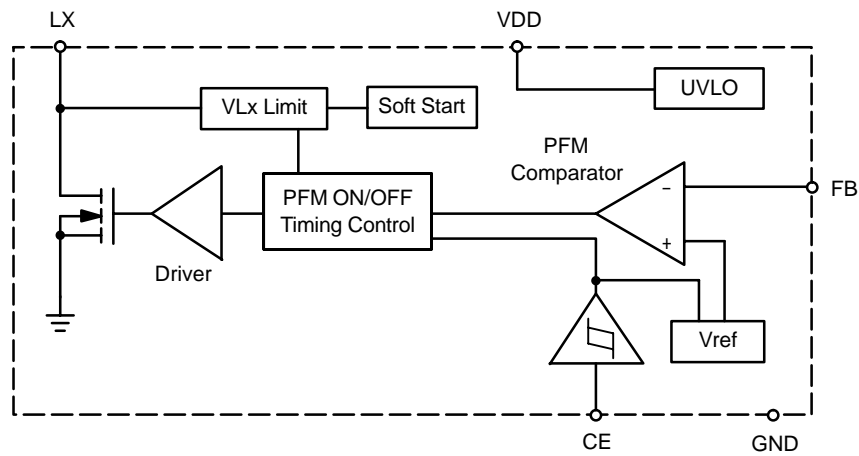 LX
VDD
VLx Limit
Soft Start
UVLO
PFM
Comparator
PFM ON/OFF
Timing Control
−
FB
+
Driver
Vref
CE
GND